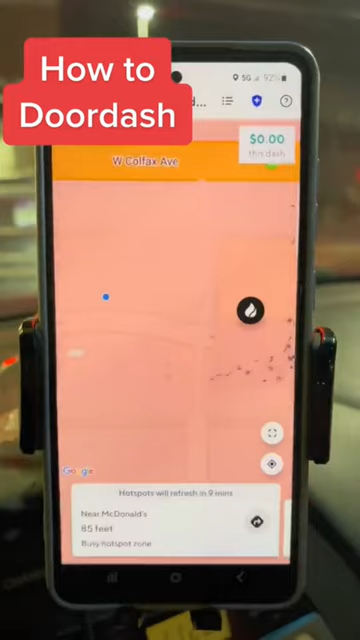 How to
Doordash
5G 92%
d...
$0.00
this dash
W Colfax Ave
Google
Hotspots will refresh in 9 mins
Near McDonald's
85 feet
Busy hotspot zone